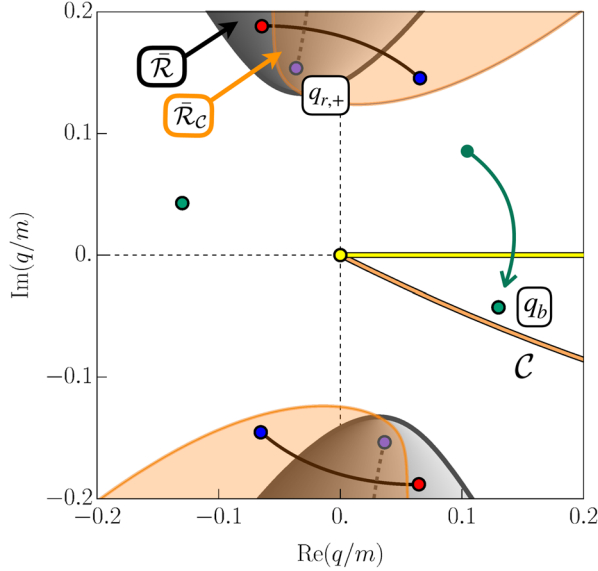 0.2
0.1
0.
−0.1
−0.2
Im(q/m)
R̄
R̄_C
q_{r,+}
q_b
C
−0.2 −0.1 0. 0.1 0.2
Re(q/m)